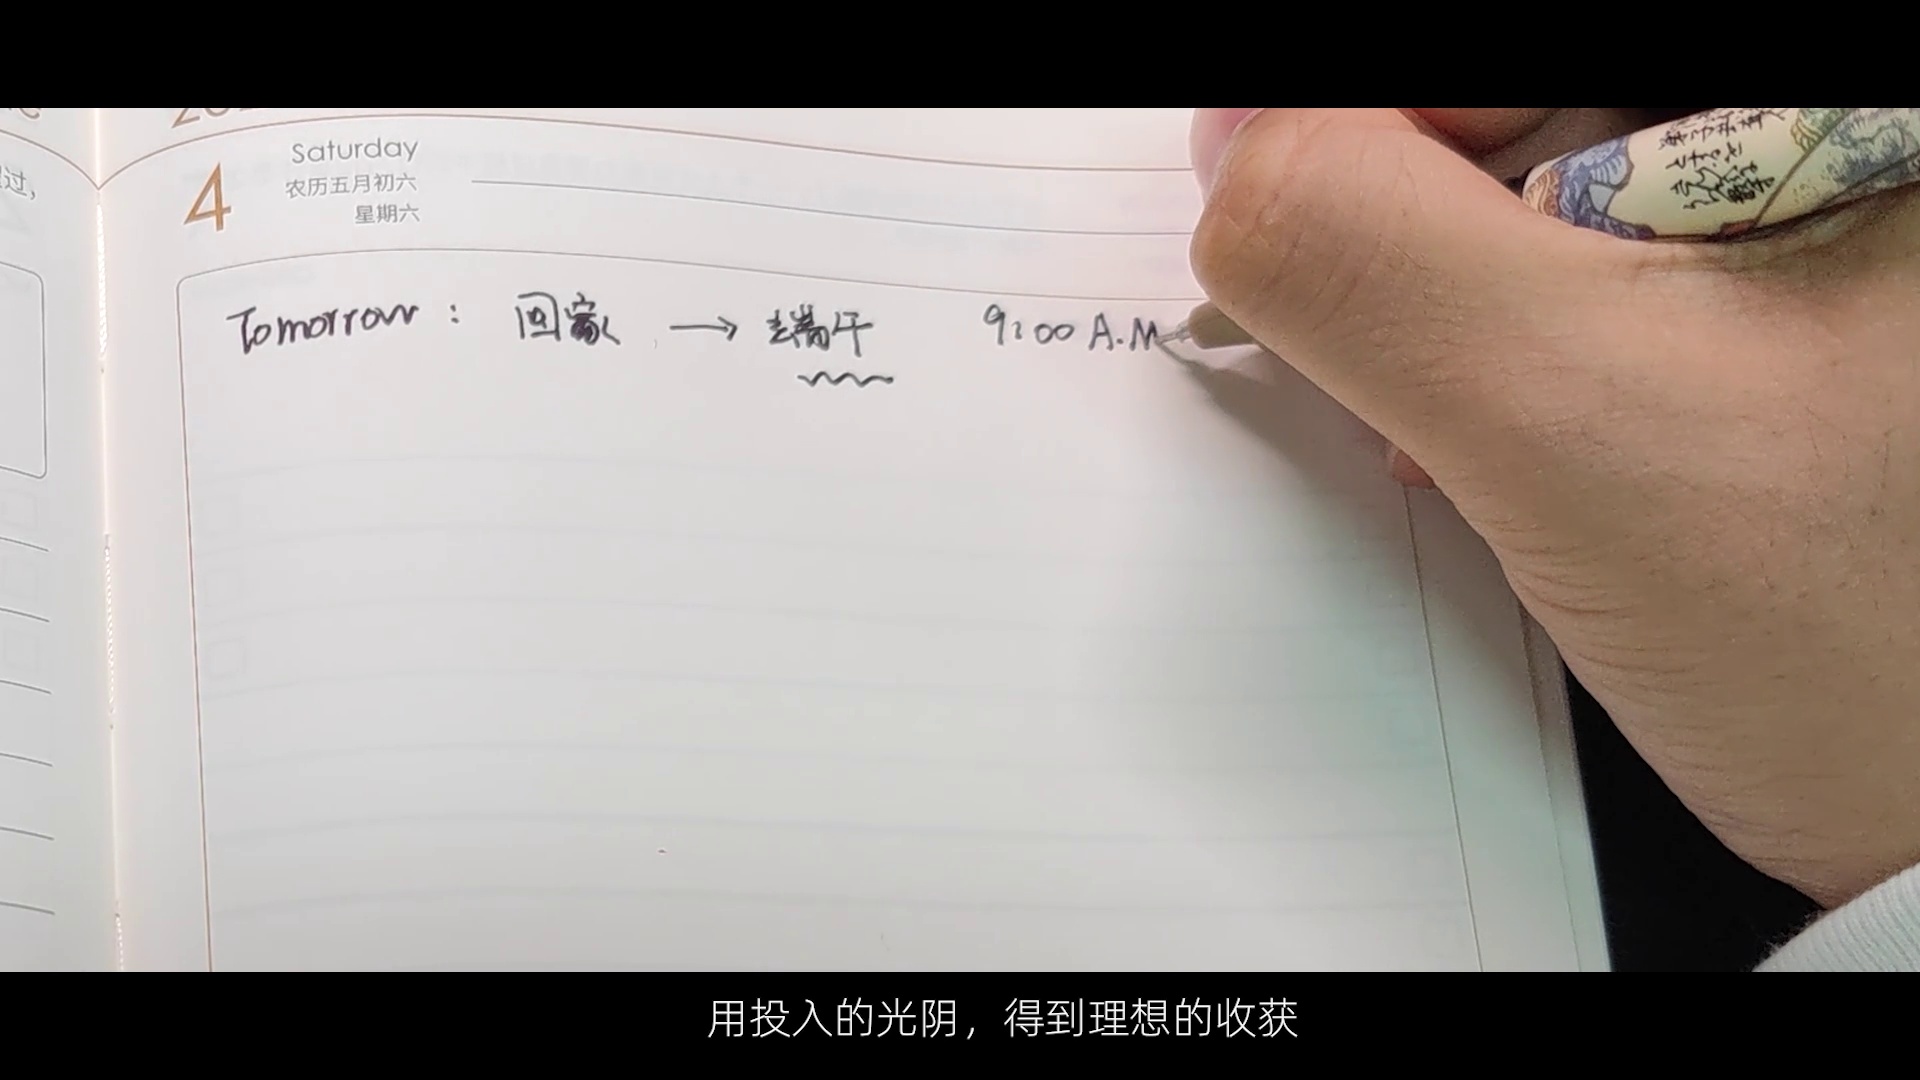 过，
4
Saturday
农历五月初六
星期六
Tomorrow： 回家 → 端午 9:00 A.M
用投入的光阴，得到理想的收获